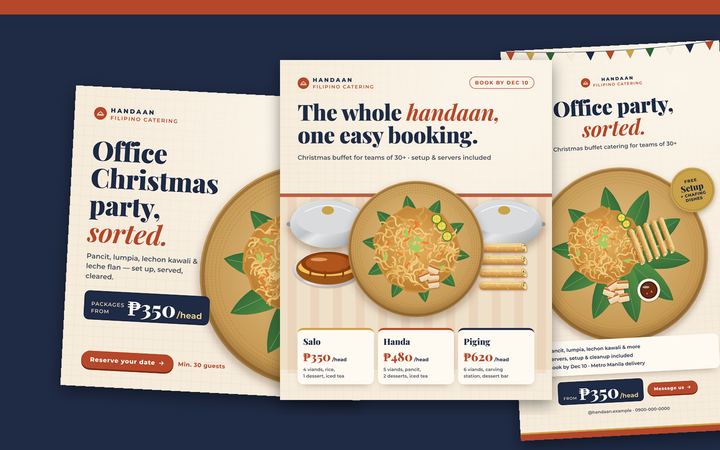 HANDAAN
FILIPINO CATERING
Office
Christmas
party,
sorted.
Pancit, lumpia, lechon kawali &
leche flan — set up, served,
cleared.
PACKAGES
FROM
₱350/head
Reserve your date →
Min. 30 guests
HANDAAN
FILIPINO CATERING
BOOK BY DEC 10
The whole handaan,
one easy booking.
Christmas buffet for teams of 30+ · setup & servers included
Salo
₱350 /head
4 viands, rice,
1 dessert, iced tea
Handa
₱480 /head
5 viands, pancit,
2 desserts, iced tea
Piging
₱620 /head
6 viands, carving
station, dessert bar
HANDAAN
FILIPINO CATERING
Office party,
sorted.
Christmas buffet catering for teams of 30+
FREE
Setup
+ CHAFING
DISHES
lumpia, lechon kawali & more
servers, setup & cleanup included
Book by Dec 10 · Metro Manila delivery
FROM
₱350/head
Message us →
@handaan.example · 0900-000-0000